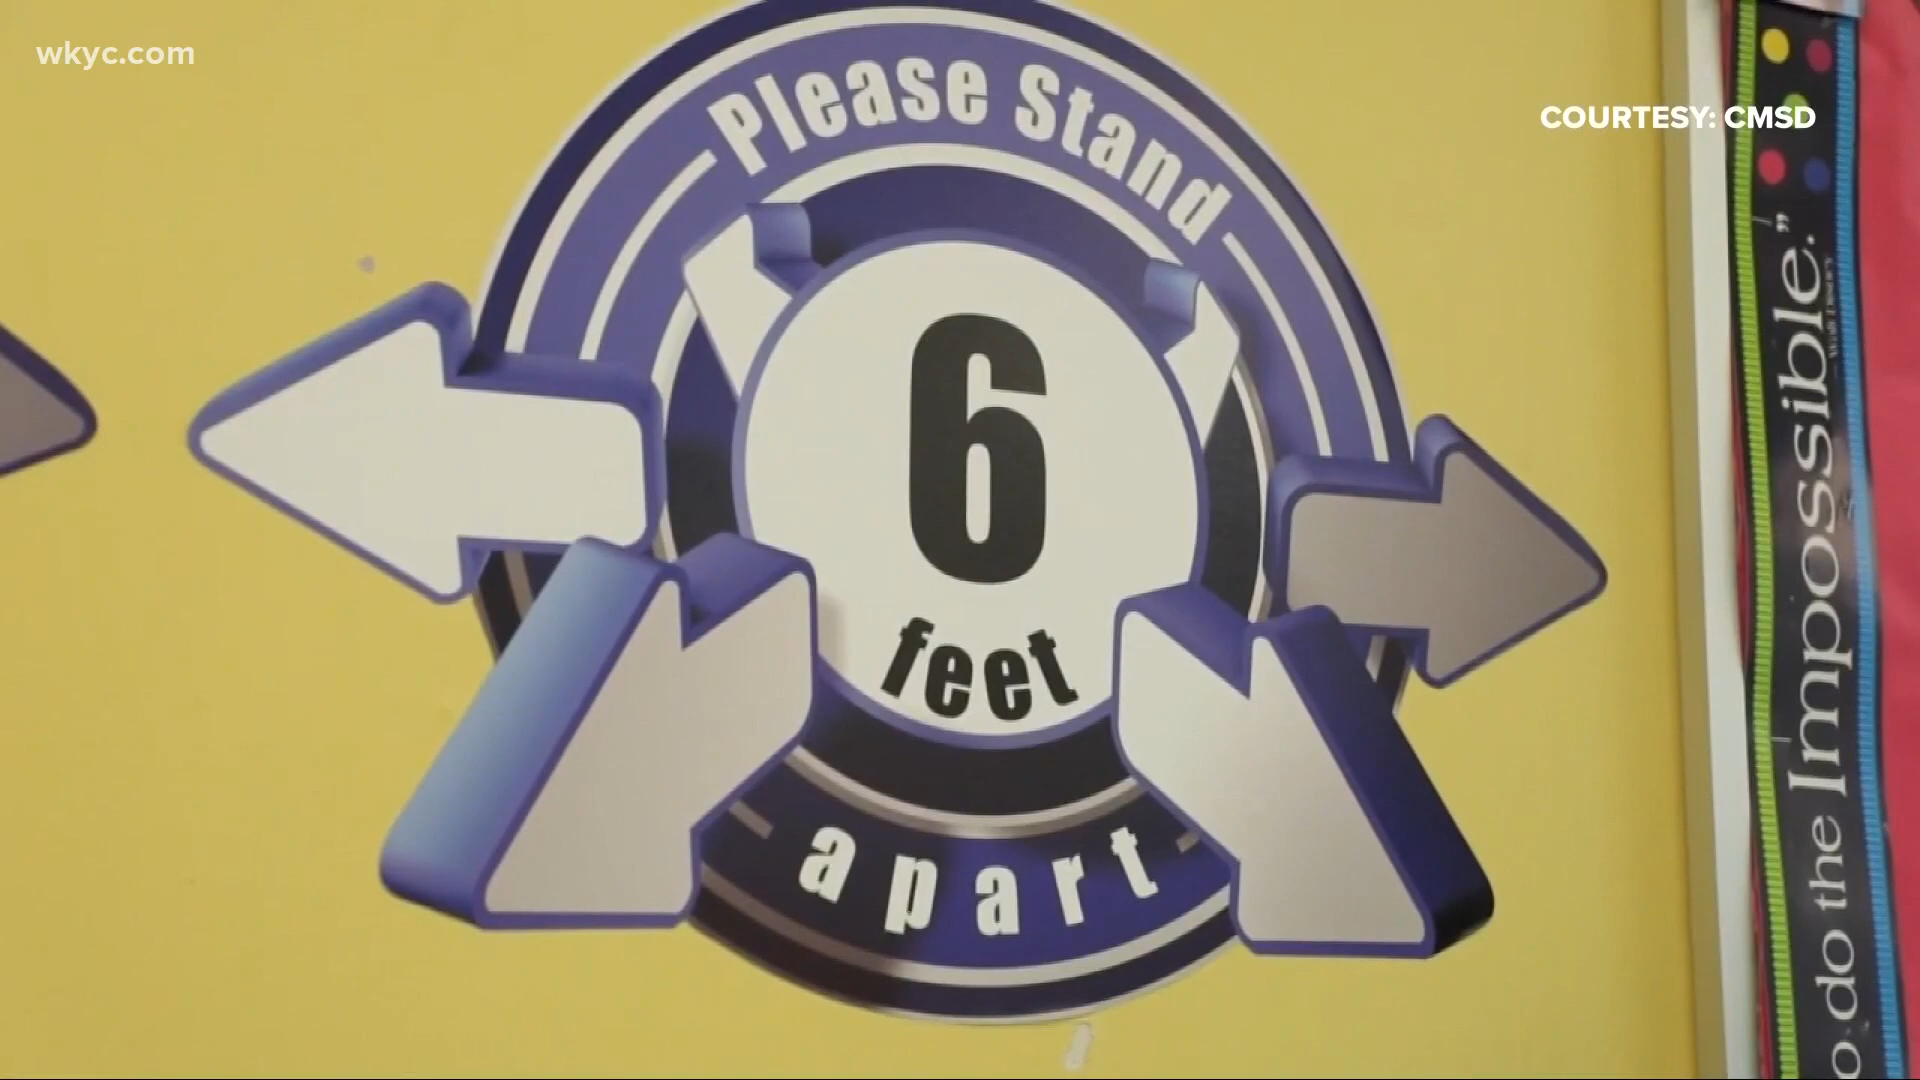 wkyc.com
COURTESY: CMSD
Please Stand
6
feet
apart
do the Impossible."